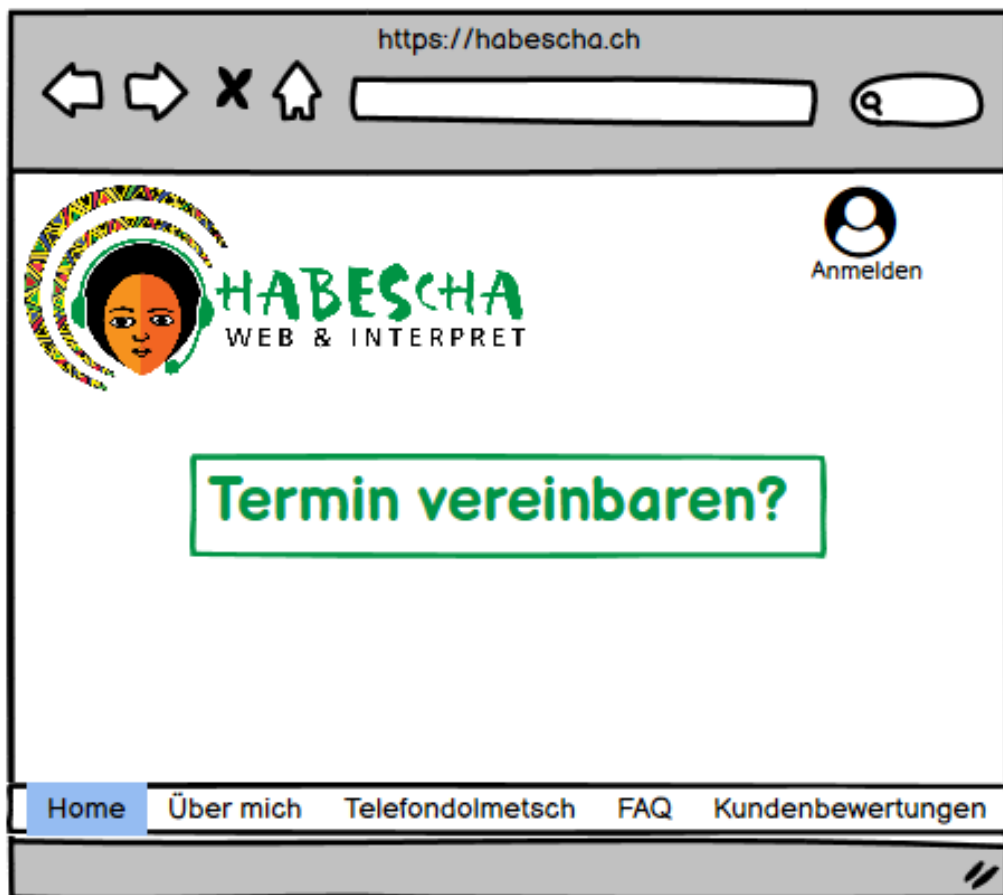 https://habescha.ch
HABESCHA
WEB & INTERPRET
Anmelden
Termin vereinbaren?
Home Über mich Telefondolmetsch FAQ Kundenbewertungen